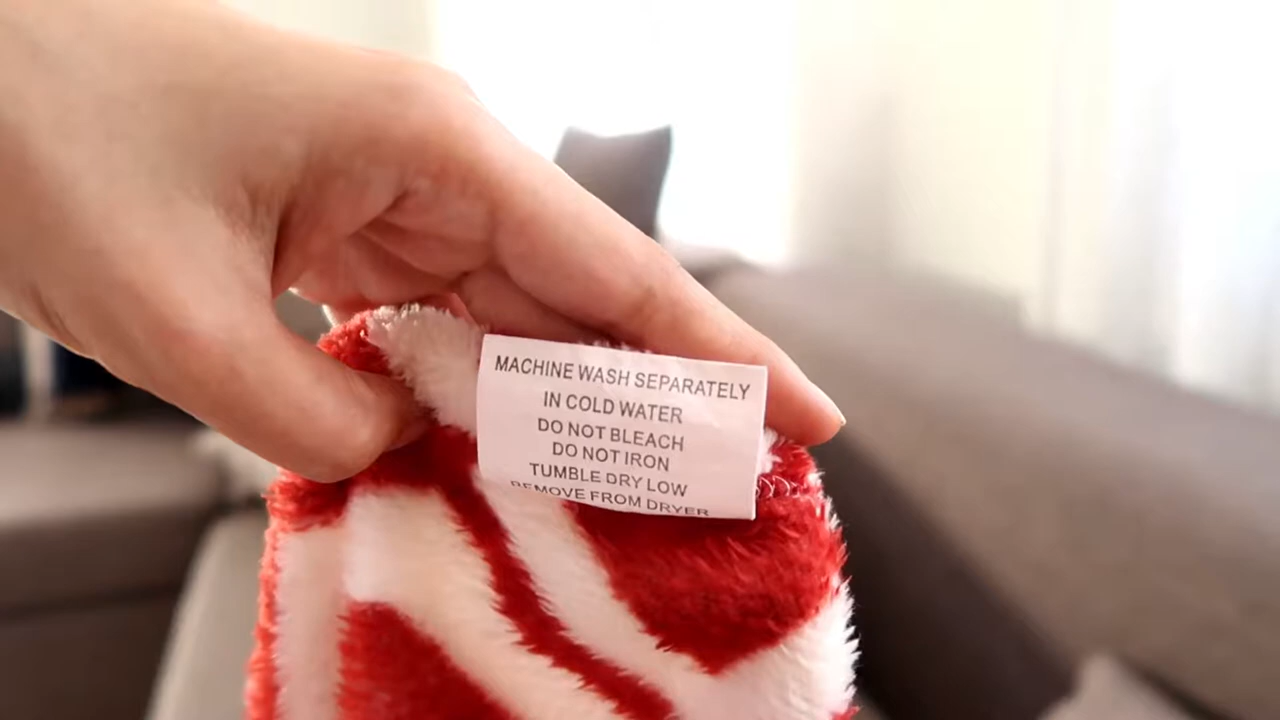 MACHINE WASH SEPARATELY
IN COLD WATER
DO NOT BLEACH
DO NOT IRON
TUMBLE DRY LOW
REMOVE FROM DRYER